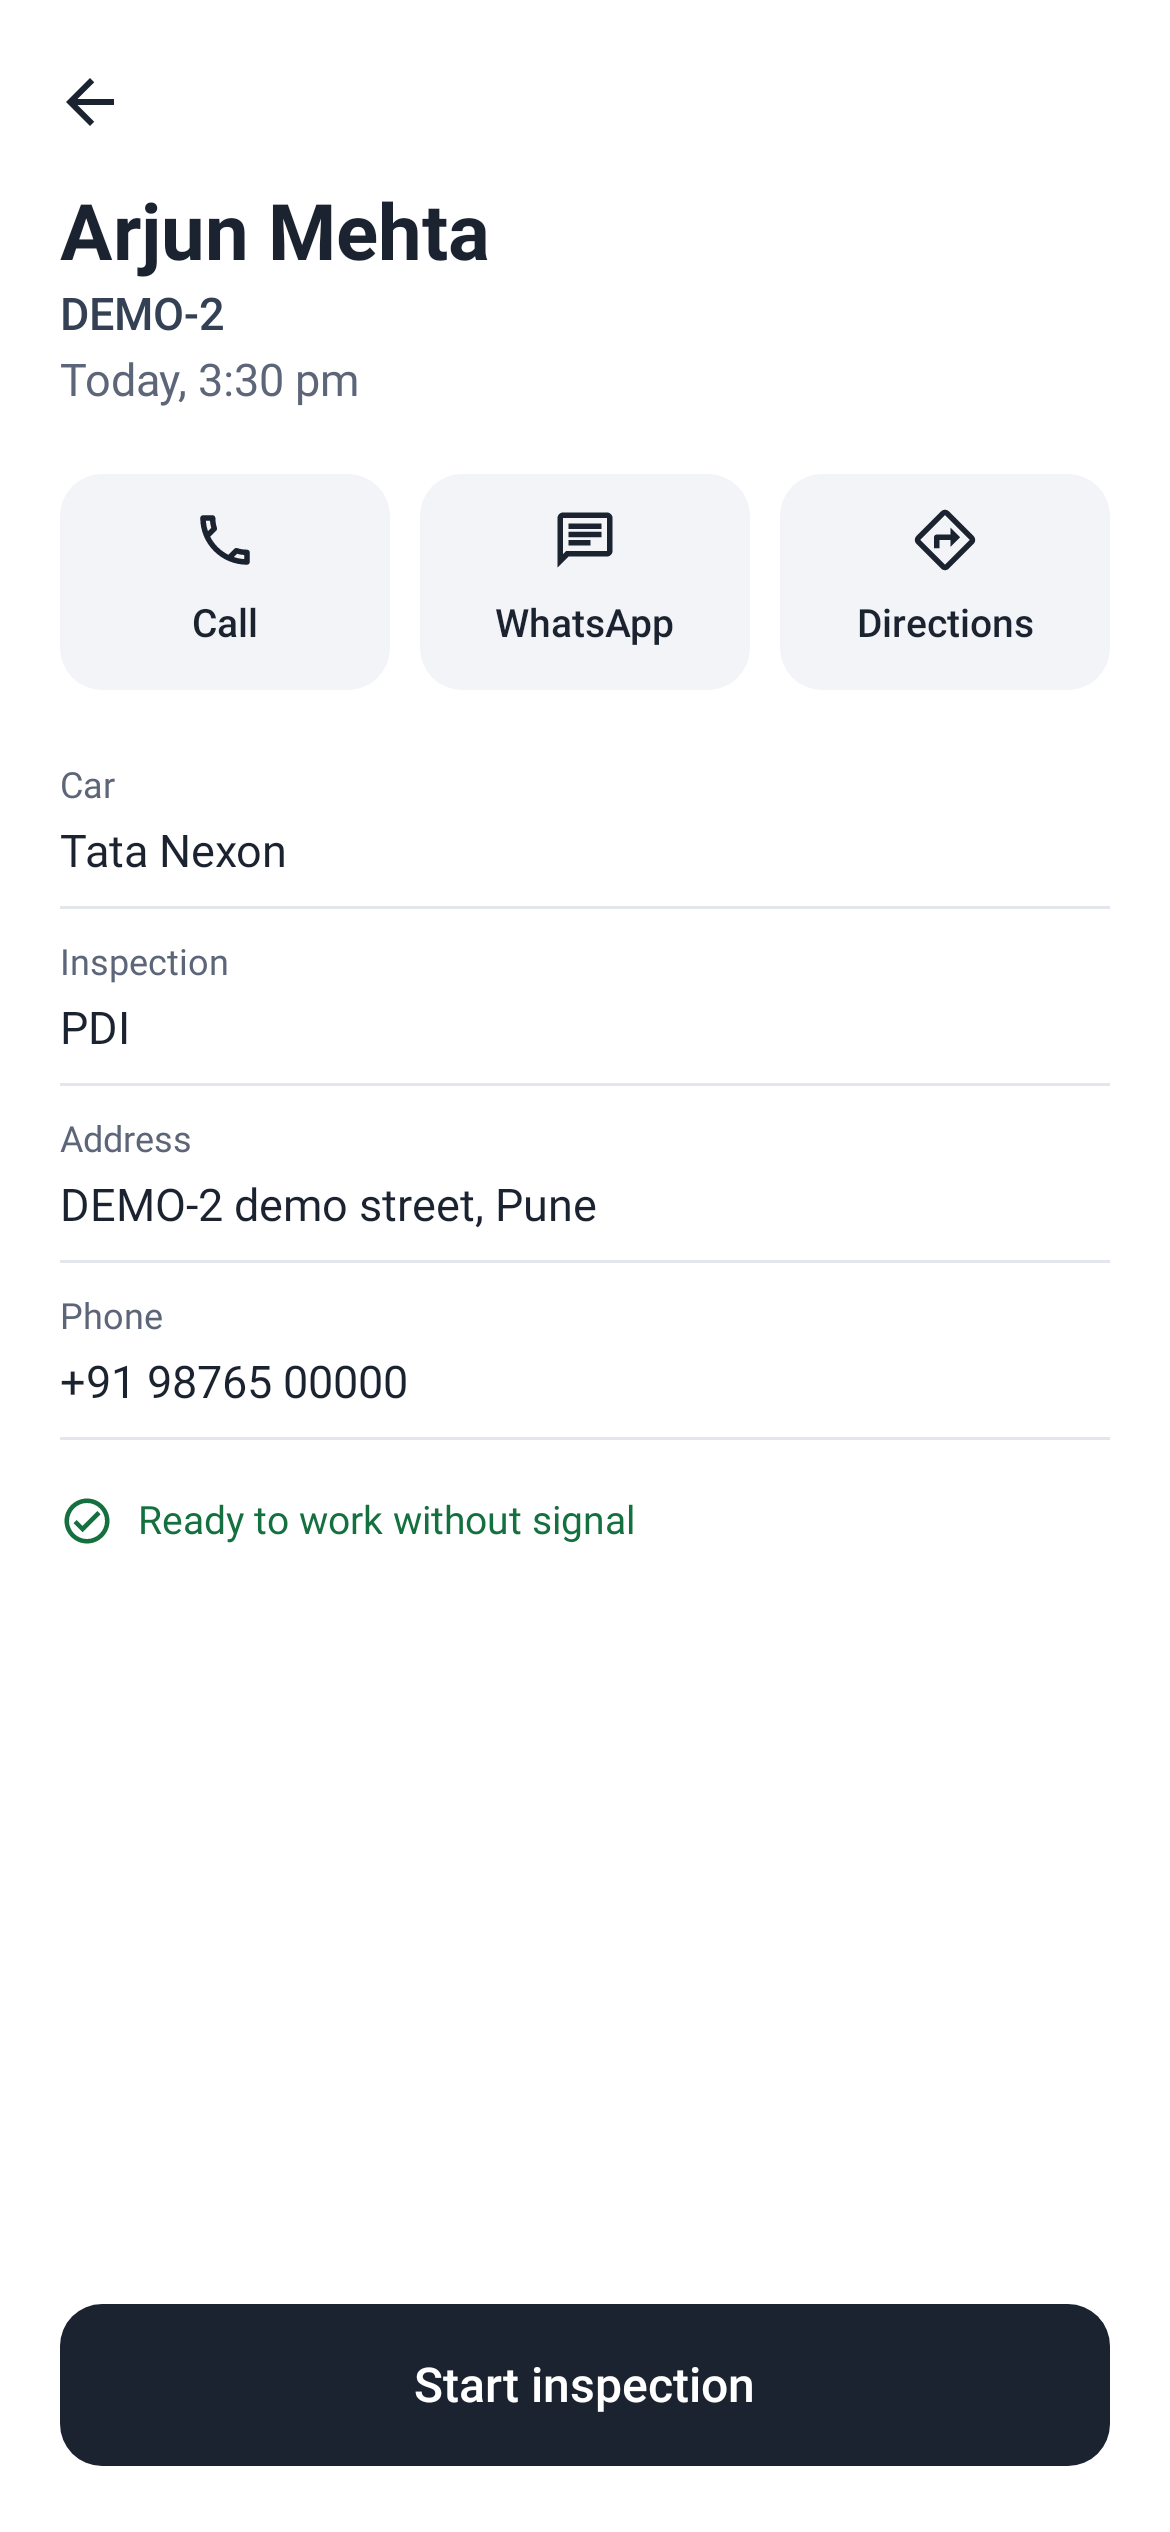 Arjun Mehta
DEMO-2
Today, 3:30 pm
Call
WhatsApp
Directions
Car
Tata Nexon
Inspection
PDI
Address
DEMO-2 demo street, Pune
Phone
+91 98765 00000
Ready to work without signal
Start inspection